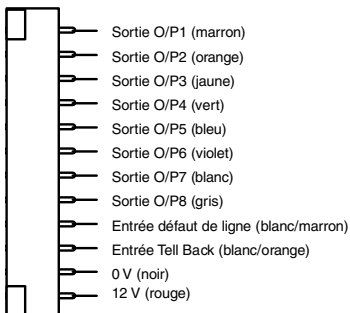 Sortie O/P1 (marron)
Sortie O/P2 (orange)
Sortie O/P3 (jaune)
Sortie O/P4 (vert)
Sortie O/P5 (bleu)
Sortie O/P6 (violet)
Sortie O/P7 (blanc)
Sortie O/P8 (gris)
Entrée défaut de ligne (blanc/marron)
Entrée Tell Back (blanc/orange)
0 V (noir)
12 V (rouge)